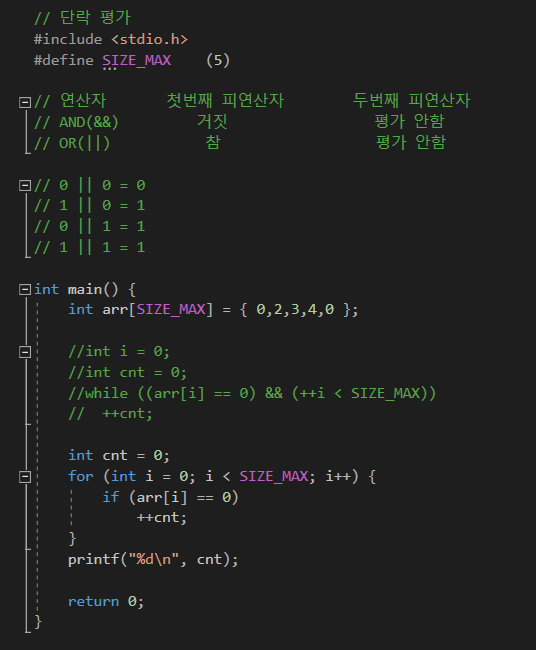 // 단락 평가
#include <stdio.h>
#define SIZE_MAX    (5)
// 연산자       첫번째 피연산자        두번째 피연산자
// AND(&&)         거짓                 평가 안함
// OR(||)           참                  평가 안함
// 0 || 0 = 0
// 1 || 0 = 1
// 0 || 1 = 1
// 1 || 1 = 1
int main() {
    int arr[SIZE_MAX] = { 0,2,3,4,0 };
    //int i = 0;
    //int cnt = 0;
    //while ((arr[i] == 0) && (++i < SIZE_MAX))
    //  ++cnt;
    int cnt = 0;
    for (int i = 0; i < SIZE_MAX; i++) {
        if (arr[i] == 0)
            ++cnt;
    }
    printf("%d\n", cnt);
    return 0;
}